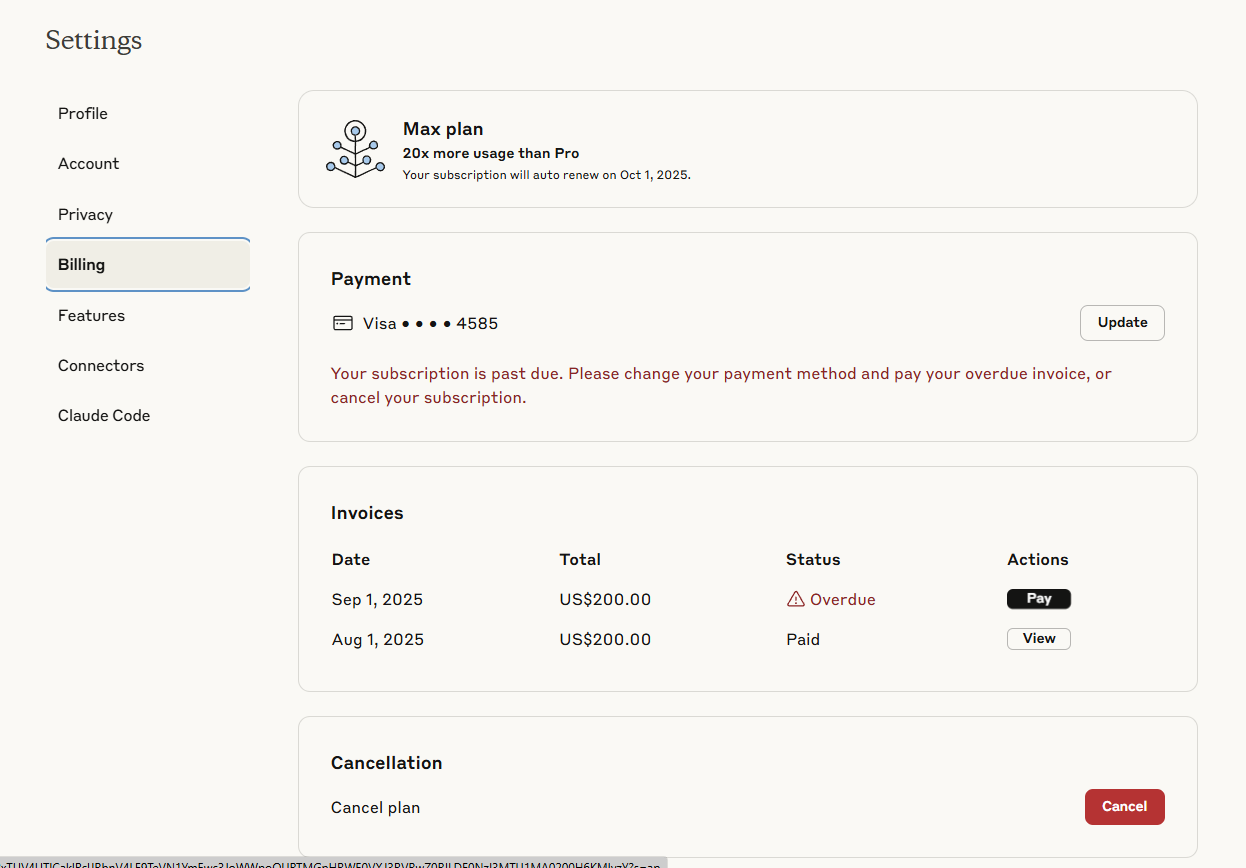 Settings
Profile
Account
Privacy
Billing
Features
Connectors
Claude Code
Max plan
20x more usage than Pro
Your subscription will auto renew on Oct 1, 2025.
Payment
Visa •••• 4585
Update
Your subscription is past due. Please change your payment method and pay your overdue invoice, or
cancel your subscription.
Invoices
Date Total Status Actions
Sep 1, 2025 US$200.00 Overdue Pay
Aug 1, 2025 US$200.00 Paid View
Cancellation
Cancel plan
Cancel